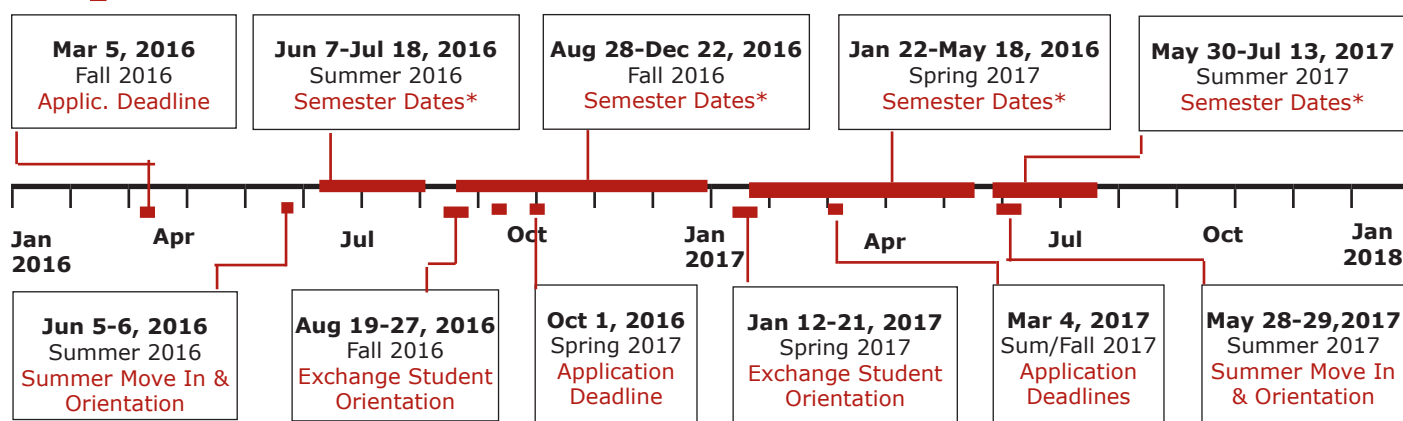 Mar 5, 2016
Fall 2016
Applic. Deadline
Jun 7-Jul 18, 2016
Summer 2016
Semester Dates*
Aug 28-Dec 22, 2016
Fall 2016
Semester Dates*
Jan 22-May 18, 2016
Spring 2017
Semester Dates*
May 30-Jul 13, 2017
Summer 2017
Semester Dates*
Jan
2016
Apr
Jul
Oct
Jan
2017
Apr
Jul
Oct
Jan
2018
Jun 5-6, 2016
Summer 2016
Summer Move In &
Orientation
Aug 19-27, 2016
Fall 2016
Exchange Student
Orientation
Oct 1, 2016
Spring 2017
Application
Deadline
Jan 12-21, 2017
Spring 2017
Exchange Student
Orientation
Mar 4, 2017
Sum/Fall 2017
Application
Deadlines
May 28-29,2017
Summer 2017
Summer Move In
& Orientation